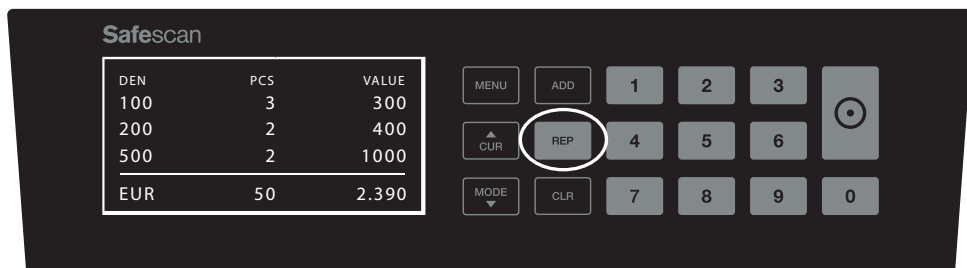 Safescan
DEN PCS VALUE
100 3 300
200 2 400
500 2 1000
EUR 50 2.390
MENU ADD 1 2 3
CUR REP 4 5 6
MODE CLR 7 8 9 0